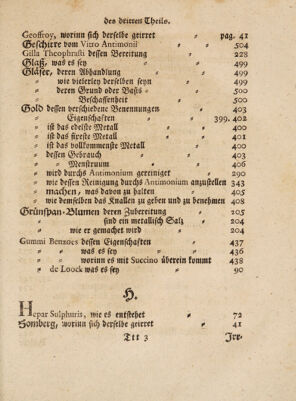 des dritten Theils.
Geoffroy, worinn sich derselbe geirret pag. 41
Geschirre vom Vitro Antimonii 504
Gilla Theophrasti dessen Bereitung 228
Glaß, was es sey 499
Gläser, deren Abhandlung 499
" wie vielerley derselben seyn 499
" deren Grund oder Basis 500
" Beschaffenheit 500
Gold dessen verschiedene Benennungen 403
" Eigenschaften 399. 402
" ist das edelste Metall 400
" ist das fixeste Metall 401
" ist das vollkommenste Metall 400
" dessen Gebrauch 403
" " Menstruum 406
" wird durchs Antimonium gereiniget 290
" wie dessen Reinigung durchs Antimonium anzustellen 343
" machen, was davon zu halten 405
" wie demselben das Knallen zu geben und zu benehmen 408
Grünspan-Blumen deren Zubereitung 205
" sind ein metallisch Salz 204
" wie er gemacht wird 204
Gummi Benzoes dessen Eigenschaften 437
" " was es sey 436
" " worinn es mit Succino überein kommt 438
" de Loock was es sey 90
H.
Hepar Sulphuris, wie es entstehet 72
Homberg, worinn sich derselbe geirret 41
Ttt 3 Jrr-